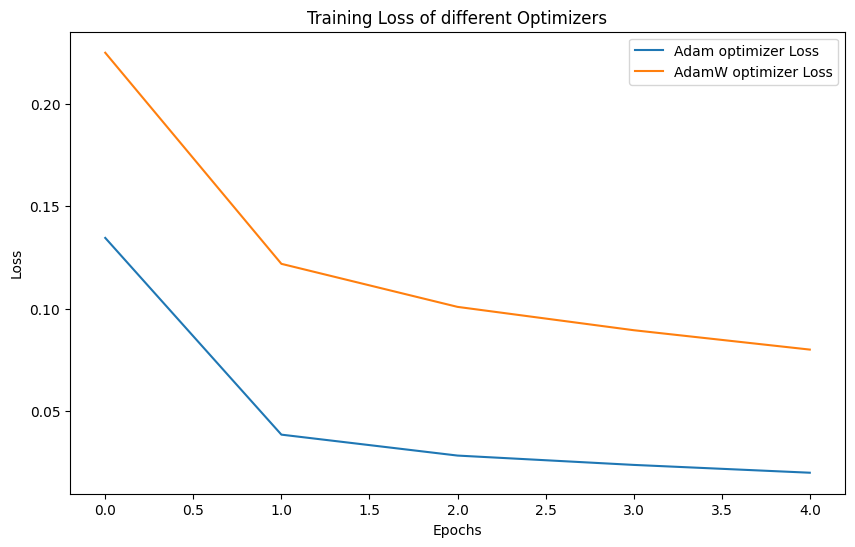 Training Loss of different Optimizers
Adam optimizer Loss
AdamW optimizer Loss
0.20
0.15
0.10
0.05
Loss
0.0 0.5 1.0 1.5 2.0 2.5 3.0 3.5 4.0
Epochs